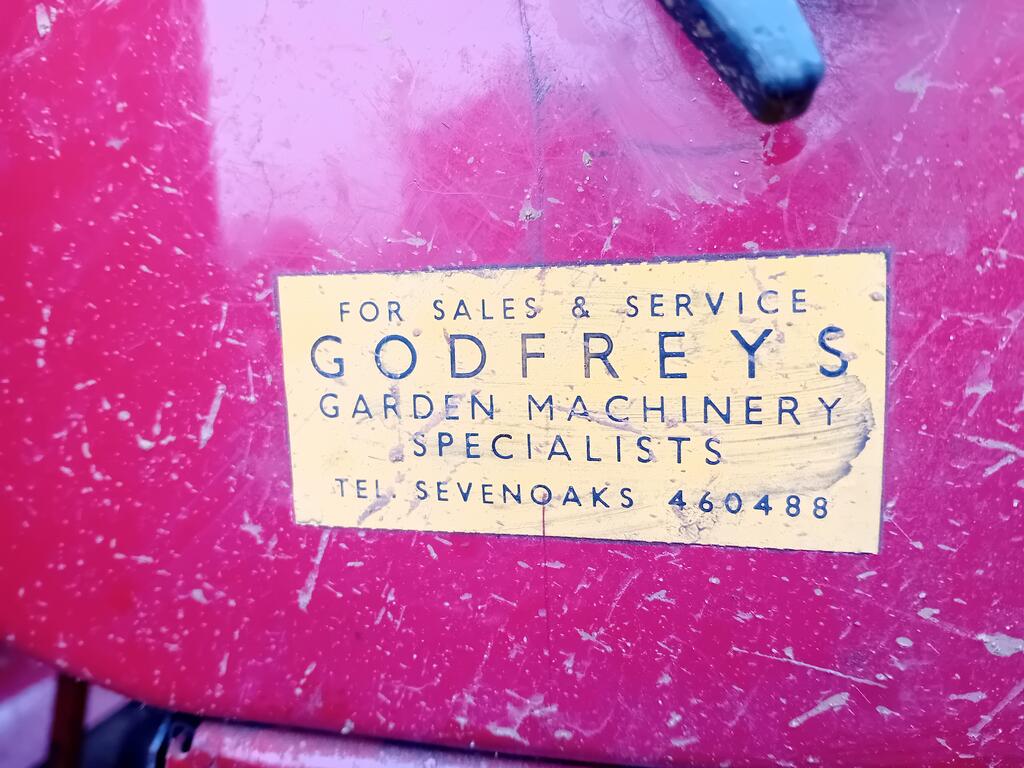 FOR SALES & SERVICE
GODFREYS
GARDEN MACHINERY
SPECIALISTS
TEL. SEVENOAKS 460488